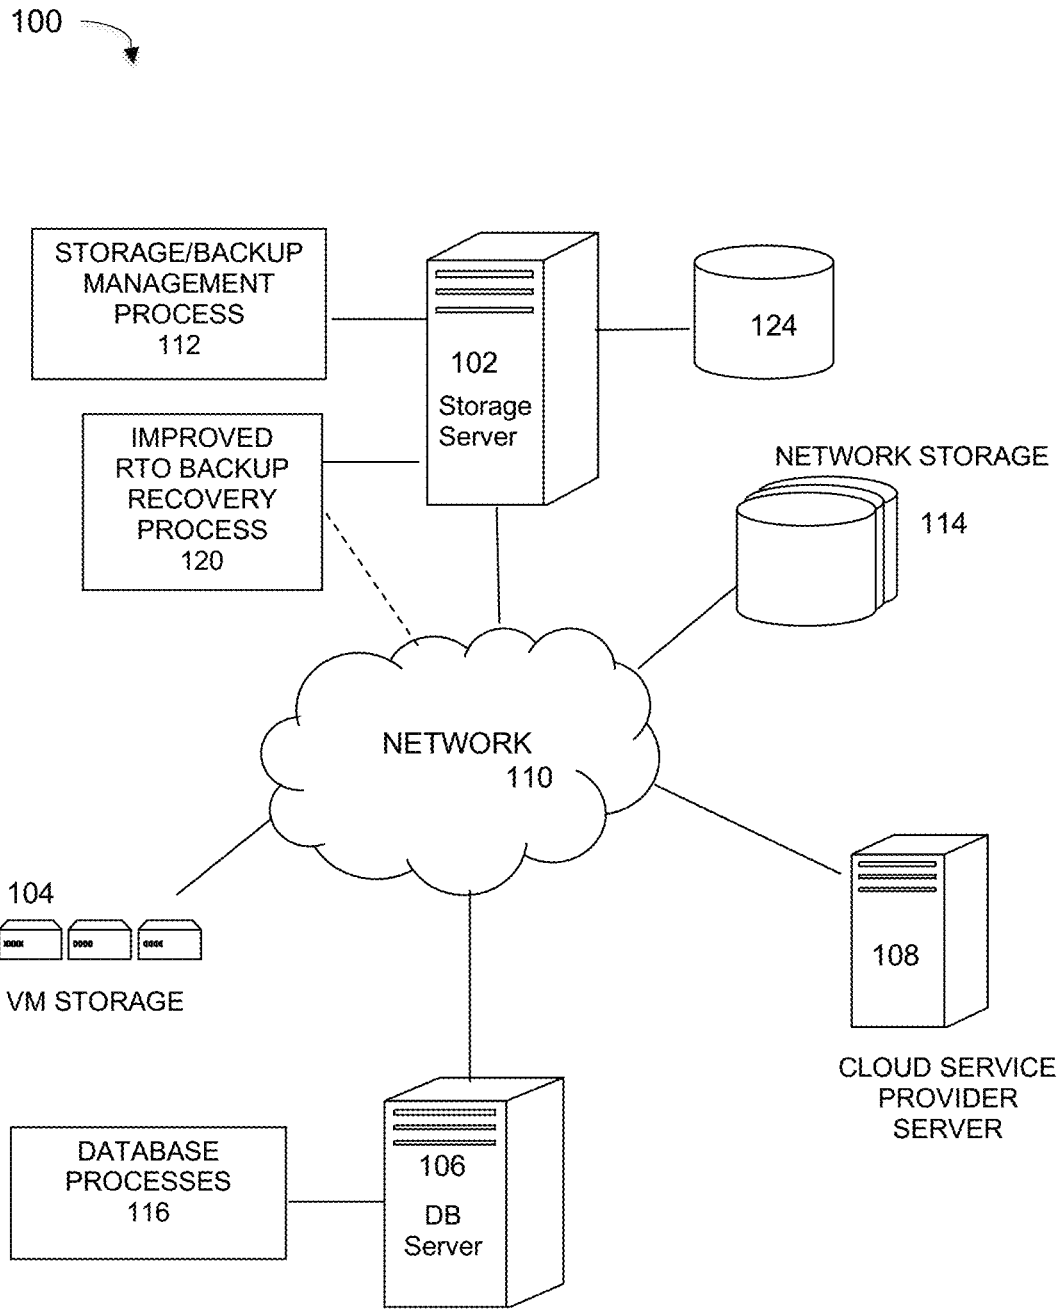 100
STORAGE/BACKUP
MANAGEMENT
PROCESS
112
102
Storage
Server
124
IMPROVED
RTO BACKUP
RECOVERY
PROCESS
120
NETWORK STORAGE
114
NETWORK
110
104
VM STORAGE
108
CLOUD SERVICE
PROVIDER
SERVER
DATABASE
PROCESSES
116
106
DB
Server